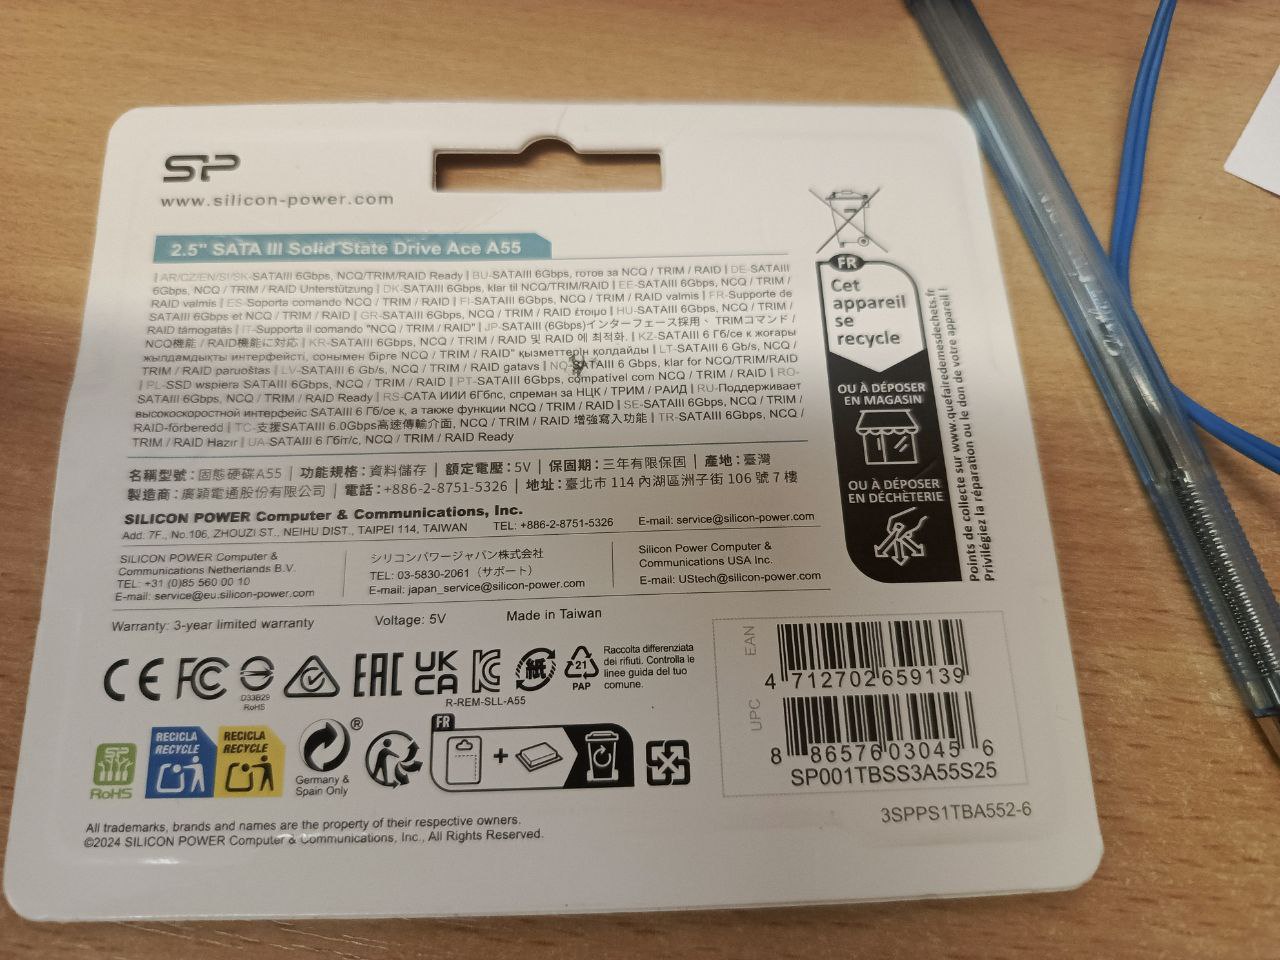 SP
www.silicon-power.com
2.5" SATA III Solid State Drive Ace A55
| AR/CZ/EN/SI/SK-SATAIII 6Gbps, NCQ/TRIM/RAID Ready | BU-SATAIII 6Gbps, готов за NCQ / TRIM / RAID | DE-SATAIII
6Gbps, NCQ / TRIM / RAID Unterstützung | DK-SATAIII 6Gbps, klar til NCQ/TRIM/RAID | EE-SATAIII 6Gbps, NCQ / TRIM /
RAID valmis | ES-Soporta comando NCQ / TRIM / RAID | FI-SATAIII 6Gbps, NCQ / TRIM / RAID valmis | FR-Supporte de
SATAIII 6Gbps et NCQ / TRIM / RAID | GR-SATAIII 6Gbps, NCQ / TRIM / RAID έτοιμο | HU-SATAIII 6Gbps, NCQ / TRIM /
RAID támogatás | IT-Supporta il comando "NCQ / TRIM / RAID" | JP-SATAIII (6Gbps)インターフェース採用、 TRIMコマンド /
NCQ機能 / RAID機能に対応 | KR-SATAIII 6Gbps, NCQ / TRIM / RAID 및 RAID 에 최적화. | KZ-SATAIII 6 Гб/сек к жоғары
жылдамдықты интерфейсті, сонымен бірге NCQ / TRIM / RAID" қызметтерін қолдайды | LT-SATAIII 6 Gb/s, NCQ /
TRIM / RAID paruoštas | LV-SATAIII 6 Gb/s, NCQ / TRIM / RAID gatavs | NO-SATAIII 6 Gbps, klar for NCQ/TRIM/RAID
| PL-SSD wspiera SATAIII 6Gbps, NCQ / TRIM / RAID | PT-SATAIII 6Gbps, compatível com NCQ / TRIM / RAID | RO-
SATAIII 6Gbps, NCQ / TRIM / RAID Ready | RS-САТА ИИИ 6Гбпс, спреман за НЦК / ТРИМ / РАИД | RU-Поддерживает
высокоскоростной интерфейс SATAIII 6 Гб/се к, а также функции NCQ / TRIM / RAID | SE-SATAIII 6Gbps, NCQ / TRIM /
RAID-förberedd | TC-支援SATAIII 6.0Gbps高速傳輸介面, NCQ / TRIM / RAID 增強寫入功能 | TR-SATAIII 6Gbps, NCQ /
TRIM / RAID Hazır | UA-SATAIII 6 Гбіт/с, NCQ / TRIM / RAID Ready
名稱型號：固態硬碟A55 | 功能規格：資料儲存 | 額定電壓：5V | 保固期：三年有限保固 | 產地：臺灣
製造商：廣穎電通股份有限公司 | 電話：+886-2-8751-5326 | 地址：臺北市 114 內湖區洲子街 106 號 7 樓
SILICON POWER Computer & Communications, Inc.
Add. 7F., No.106, ZHOUZI ST., NEIHU DIST., TAIPEI 114, TAIWAN TEL: +886-2-8751-5326 E-mail: service@silicon-power.com
SILICON POWER Computer &
Communications Netherlands B.V.
TEL: +31 (0)85 560 00 10
E-mail: service@eu.silicon-power.com
シリコンパワージャパン株式会社
TEL: 03-5830-2061（サポート）
E-mail: japan_service@silicon-power.com
Silicon Power Computer &
Communications USA Inc.
E-mail: UStech@silicon-power.com
Warranty: 3-year limited warranty Voltage: 5V Made in Taiwan
CE FC
D33B29
RoHS
EAC
UK
CA
R-REM-SLL-A55
紙
21
PAP
Raccolta differenziata
dei rifiuti. Controlla le
linee guida del tuo
comune.
SP
RoHS
RECICLA
RECYCLE
RECICLA
RECYCLE
®
Germany &
Spain Only
FR
+
All trademarks, brands and names are the property of their respective owners.
©2024 SILICON POWER Computer & Communications, Inc., All Rights Reserved.
FR
Cet
appareil
se
recycle
OU À DÉPOSER
EN MAGASIN
OU À DÉPOSER
EN DÉCHÈTERIE
Points de collecte sur www.quefairedemesdechets.fr
Privilégiez la réparation ou le don de votre appareil !
EAN
4 712702 659139
UPC
8 86576 03045 6
SP001TBSS3A55S25
3SPPS1TBA552-6